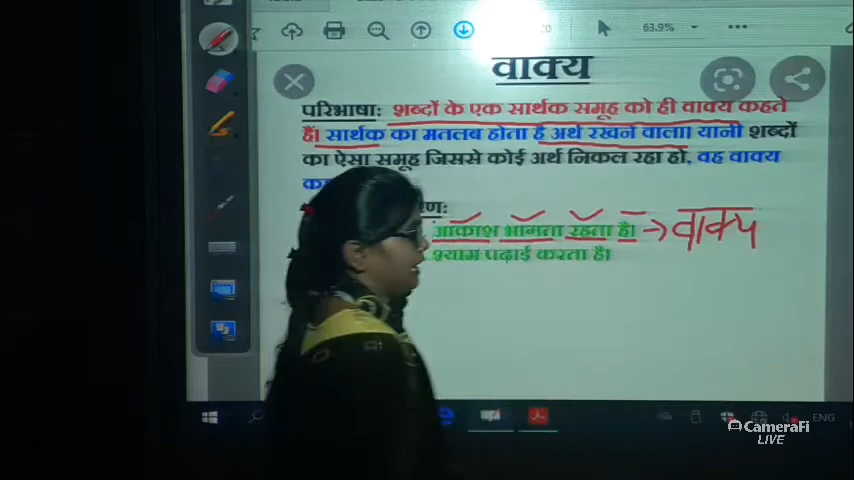 63.9%
वाक्य
परिभाषाः शब्दों के एक सार्थक समूह को ही वाक्य कहते
हैं। सार्थक का मतलब होता है अर्थ रखने वालाा यानी शब्दों
का ऐसा समूह जिससे कोई अर्थ निकल रहा हो, वह वाक्य
आकाश भागता रहता है। → वाक्य
श्याम पढ़ाई करता है।
ENG
CameraFi
LIVE